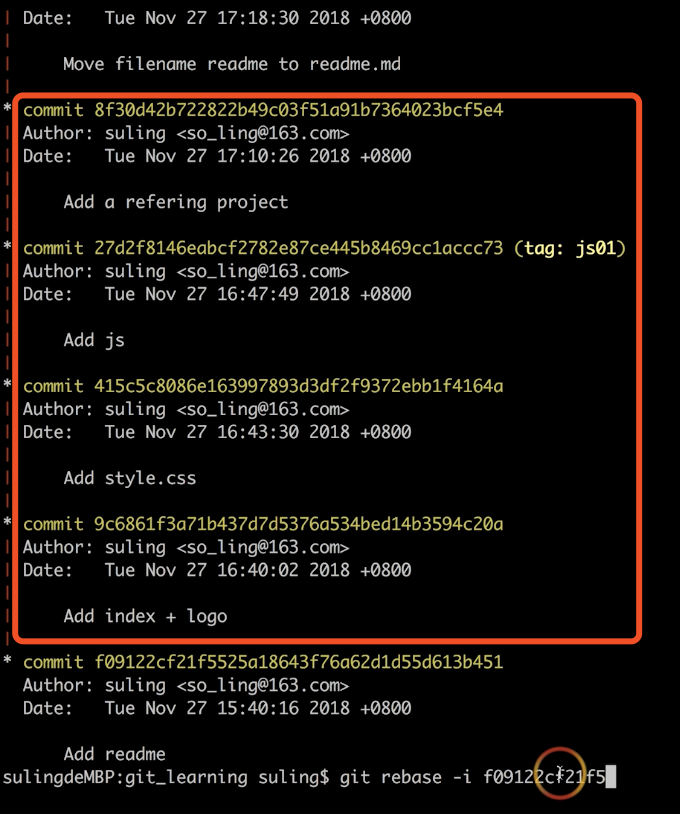 Date:   Tue Nov 27 17:18:30 2018 +0800
Move filename readme to readme.md
* commit 8f30d42b722822b49c03f51a91b7364023bcf5e4
Author: suling <so_ling@163.com>
Date:   Tue Nov 27 17:10:26 2018 +0800
Add a refering project
* commit 27d2f8146eabcf2782e87ce445b8469cc1accc73 (tag: js01)
Author: suling <so_ling@163.com>
Date:   Tue Nov 27 16:47:49 2018 +0800
Add js
* commit 415c5c8086e163997893d3df2f9372ebb1f4164a
Author: suling <so_ling@163.com>
Date:   Tue Nov 27 16:43:30 2018 +0800
Add style.css
* commit 9c6861f3a71b437d7d5376a534bed14b3594c20a
Author: suling <so_ling@163.com>
Date:   Tue Nov 27 16:40:02 2018 +0800
Add index + logo
* commit f09122cf21f5525a18643f76a62d1d55d613b451
Author: suling <so_ling@163.com>
Date:   Tue Nov 27 15:40:16 2018 +0800
Add readme
sulingdeMBP:git_learning suling$ git rebase -i f09122cf21f5